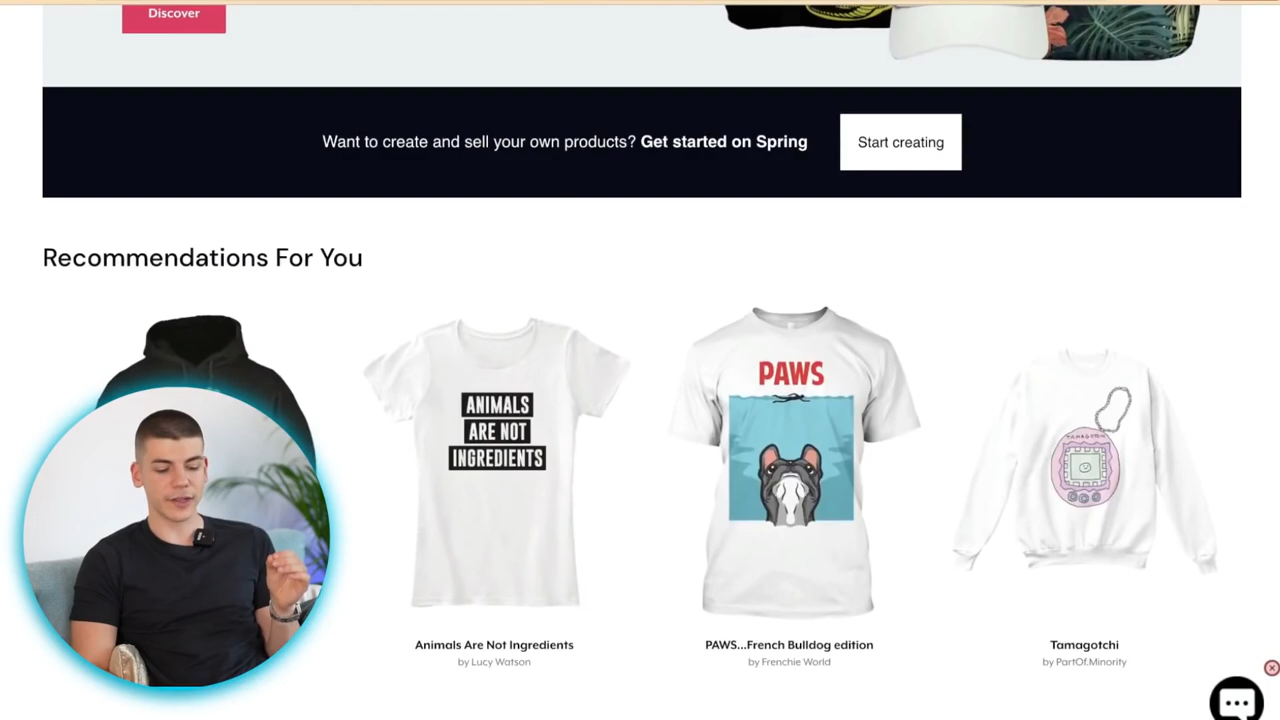 Discover
Want to create and sell your own products? Get started on Spring
Start creating
Recommendations For You
ANIMALS
ARE NOT
INGREDIENTS
PAWS
TAMAGOTCHI
Animals Are Not Ingredients
by Lucy Watson
PAWS...French Bulldog edition
by Frenchie World
Tamagotchi
by PartOf.Minority